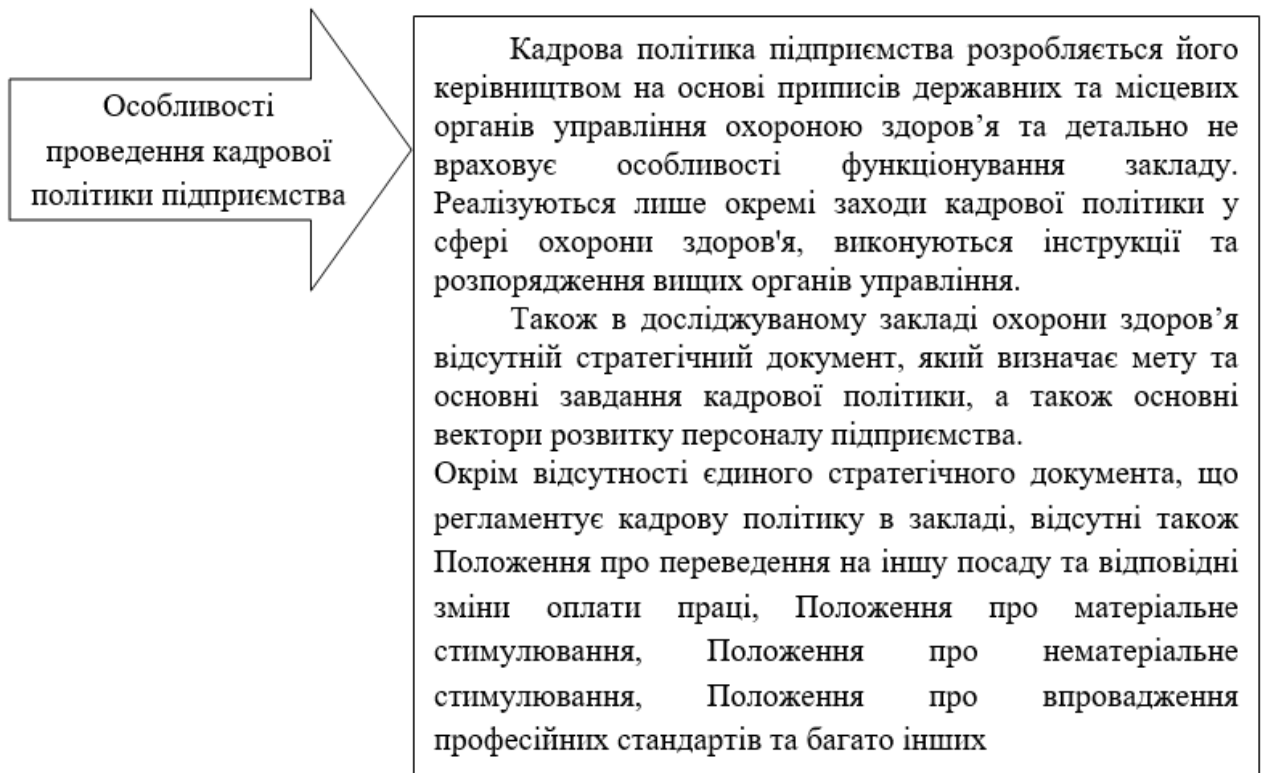 Особливості
проведення кадрової
політики підприємства
Кадрова політика підприємства розробляється його
керівництвом на основі приписів державних та місцевих
органів управління охороною здоров’я та детально не
враховує особливості функціонування закладу.
Реалізуються лише окремі заходи кадрової політики у
сфері охорони здоров'я, виконуються інструкції та
розпорядження вищих органів управління.
Також в досліджуваному закладі охорони здоров’я
відсутній стратегічний документ, який визначає мету та
основні завдання кадрової політики, а також основні
вектори розвитку персоналу підприємства.
Окрім відсутності єдиного стратегічного документа, що
регламентує кадрову політику в закладі, відсутні також
Положення про переведення на іншу посаду та відповідні
зміни оплати праці, Положення про матеріальне
стимулювання, Положення про нематеріальне
стимулювання, Положення про впровадження
професійних стандартів та багато інших